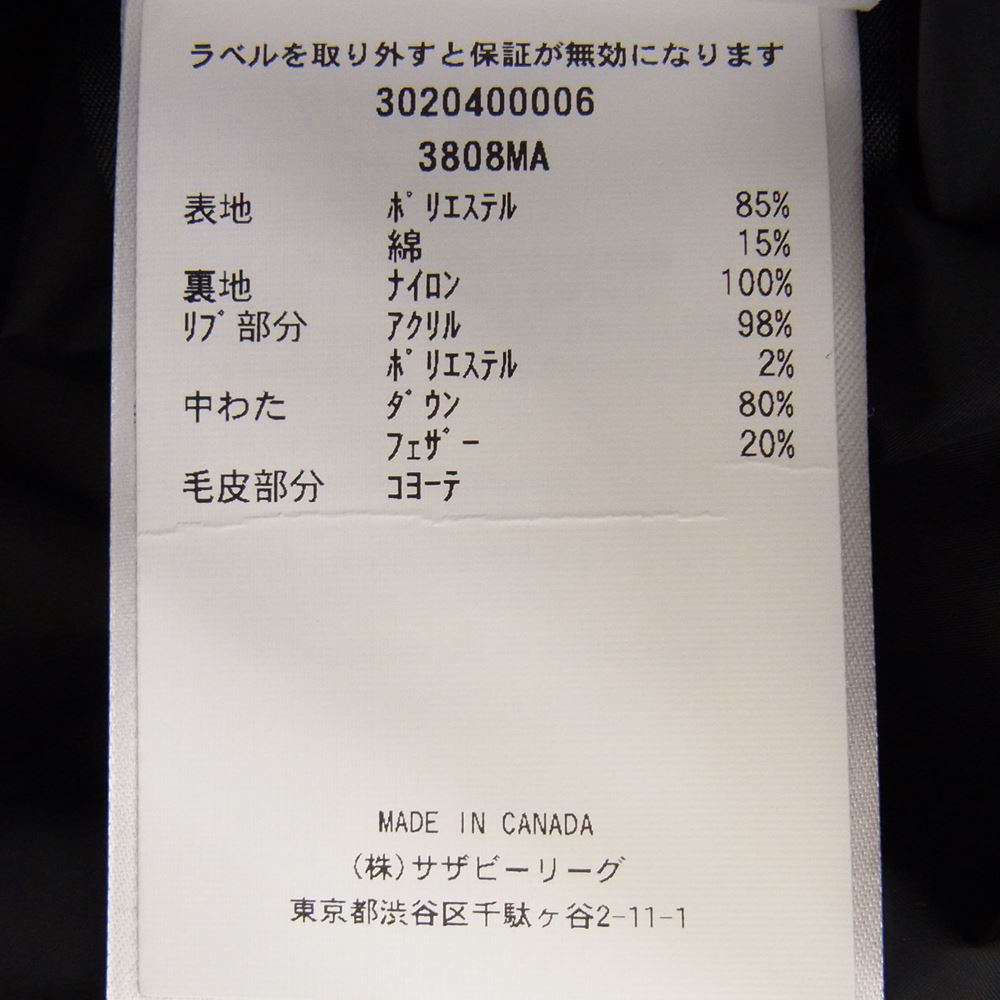 ラベルを取り外すと保証が無効になります
3020400006
3808MA
表地 ﾎﾟﾘｴｽﾃﾙ 85%
綿 15%
裏地 ﾅｲﾛﾝ 100%
ﾘﾌﾞ部分 ｱｸﾘﾙ 98%
ﾎﾟﾘｴｽﾃﾙ 2%
中わた ﾀﾞｳﾝ 80%
ﾌｪｻﾞｰ 20%
毛皮部分 ｺﾖｰﾃ
MADE IN CANADA
(株)サザビーリーグ
東京都渋谷区千駄ヶ谷2-11-1